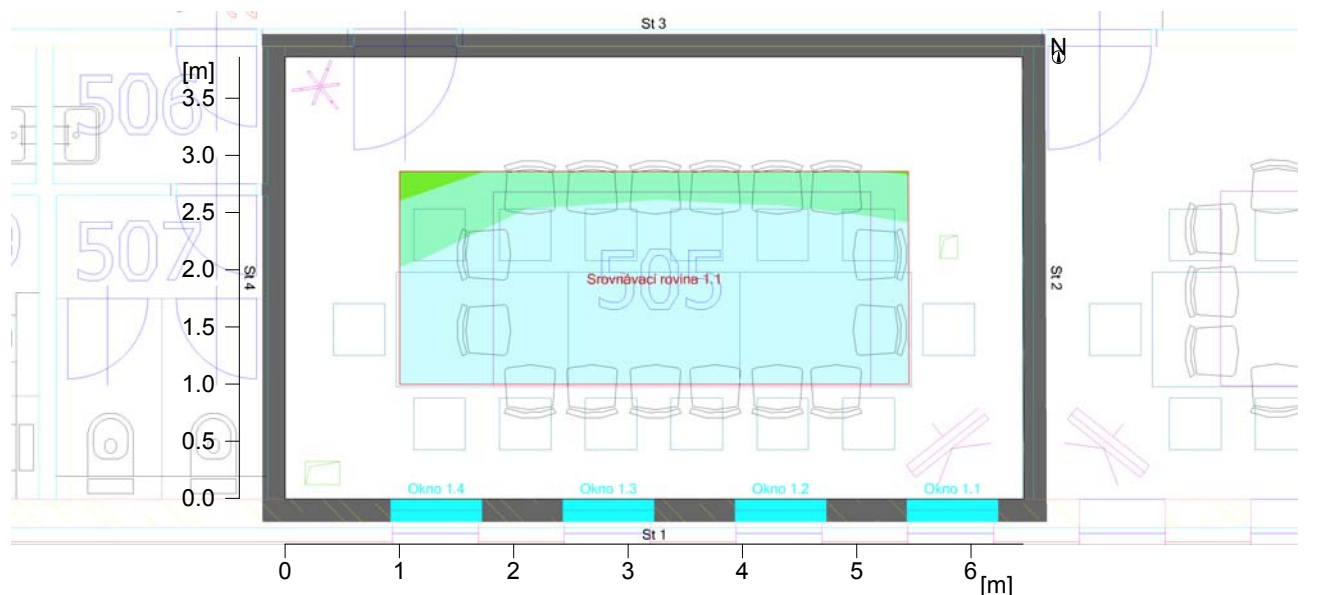 St 3
N
[m]
506
3.5
3.0
2.5
507
505
St 4
2.0
Srovnávací rovina 1.1
St 2
1.5
1.0
0.5
Okno 1.4 Okno 1.3 Okno 1.2 Okno 1.1
0.0
St 1
0 1 2 3 4 5 6 [m]